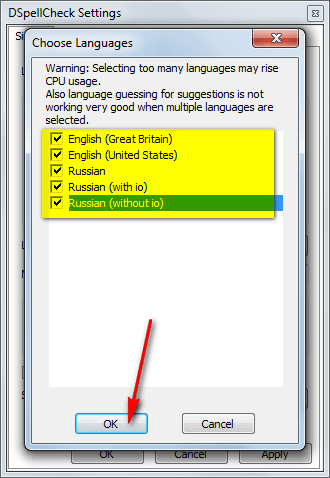 DSpellCheck Settings
Choose Languages
Warning: Selecting too many languages may rise
CPU usage.
Also language guessing for suggestions is not
working very good when multiple languages are
selected.
English (Great Britain)
English (United States)
Russian
Russian (with io)
Russian (without io)
OK
Cancel
OK
Cancel
Apply